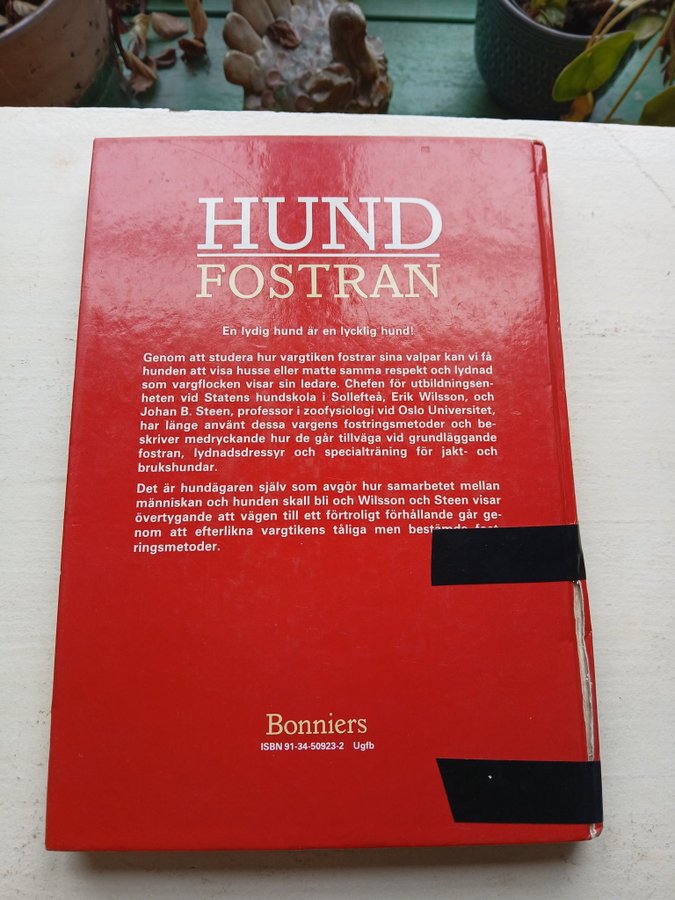 HUND
FOSTRAN
En lydig hund är en lycklig hund!
Genom att studera hur vargtiken fostrar sina valpar kan vi få
hunden att visa husse eller matte samma respekt och lydnad
som vargflocken visar sin ledare. Chefen för utbildningsen-
heten vid Statens hundskola i Sollefteå, Erik Wilsson, och
Johan B. Steen, professor i zoofysiologi vid Oslo Universitet,
har länge använt dessa vargens fostringsmetoder och be-
skriver medryckande hur de går tillväga vid grundläggande
fostran, lydnadsdressyr och specialträning för jakt- och
brukshundar.
Det är hundägaren själv som avgör hur samarbetet mellan
människan och hunden skall bli och Wilsson och Steen visar
övertygande att vägen till ett förtroligt förhållande går ge-
nom att efterlikna vargtikens tåliga men bestämda fost
ringsmetoder.
Bonniers
ISBN 91-34-50923-2 Ugfb